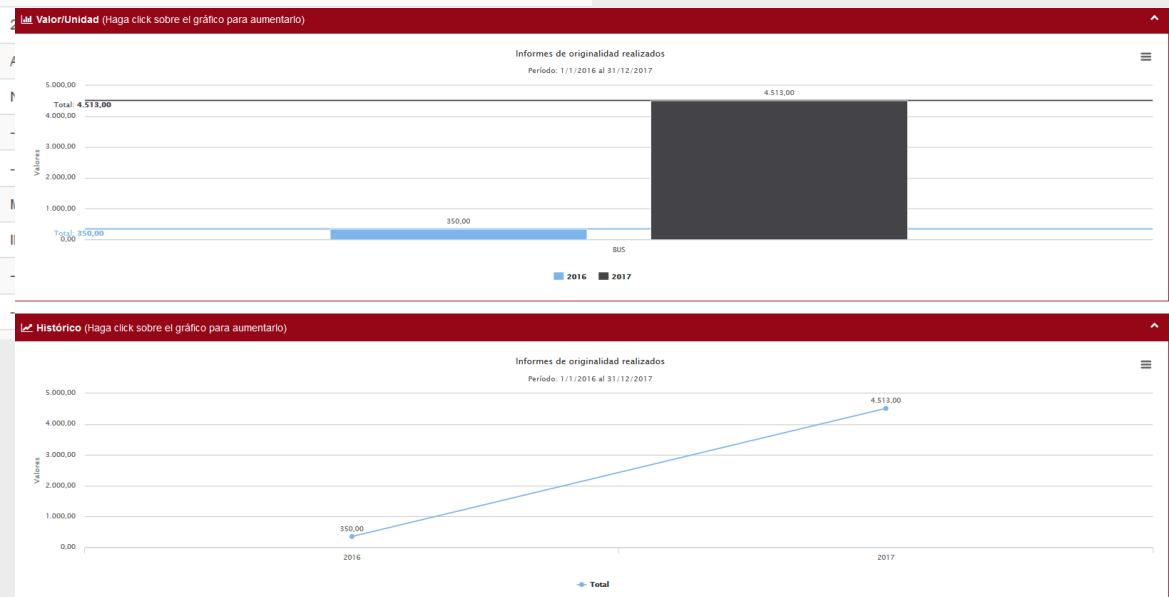 Valor/Unidad (Haga click sobre el gráfico para aumentarlo)
Informes de originalidad realizados
Período: 1/1/2016 al 31/12/2017
5.000,00
4.513,00
Total: 4.513,00
4.000,00
3.000,00
Valores
2.000,00
1.000,00
350,00
Total: 350,00
0,00
BUS
2016 2017
Histórico (Haga click sobre el gráfico para aumentarlo)
Informes de originalidad realizados
Período: 1/1/2016 al 31/12/2017
5.000,00
4.513,00
4.000,00
3.000,00
Valores
2.000,00
1.000,00
350,00
0,00
2016 2017
Total